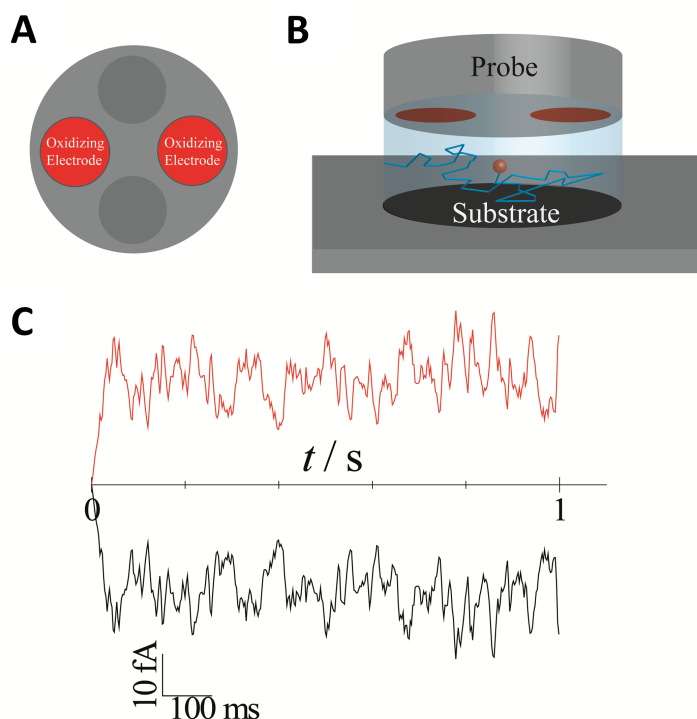 A
Oxidizing
Electrode
Oxidizing
Electrode
B
Probe
Substrate
C
t / s
0
1
10 fA
100 ms